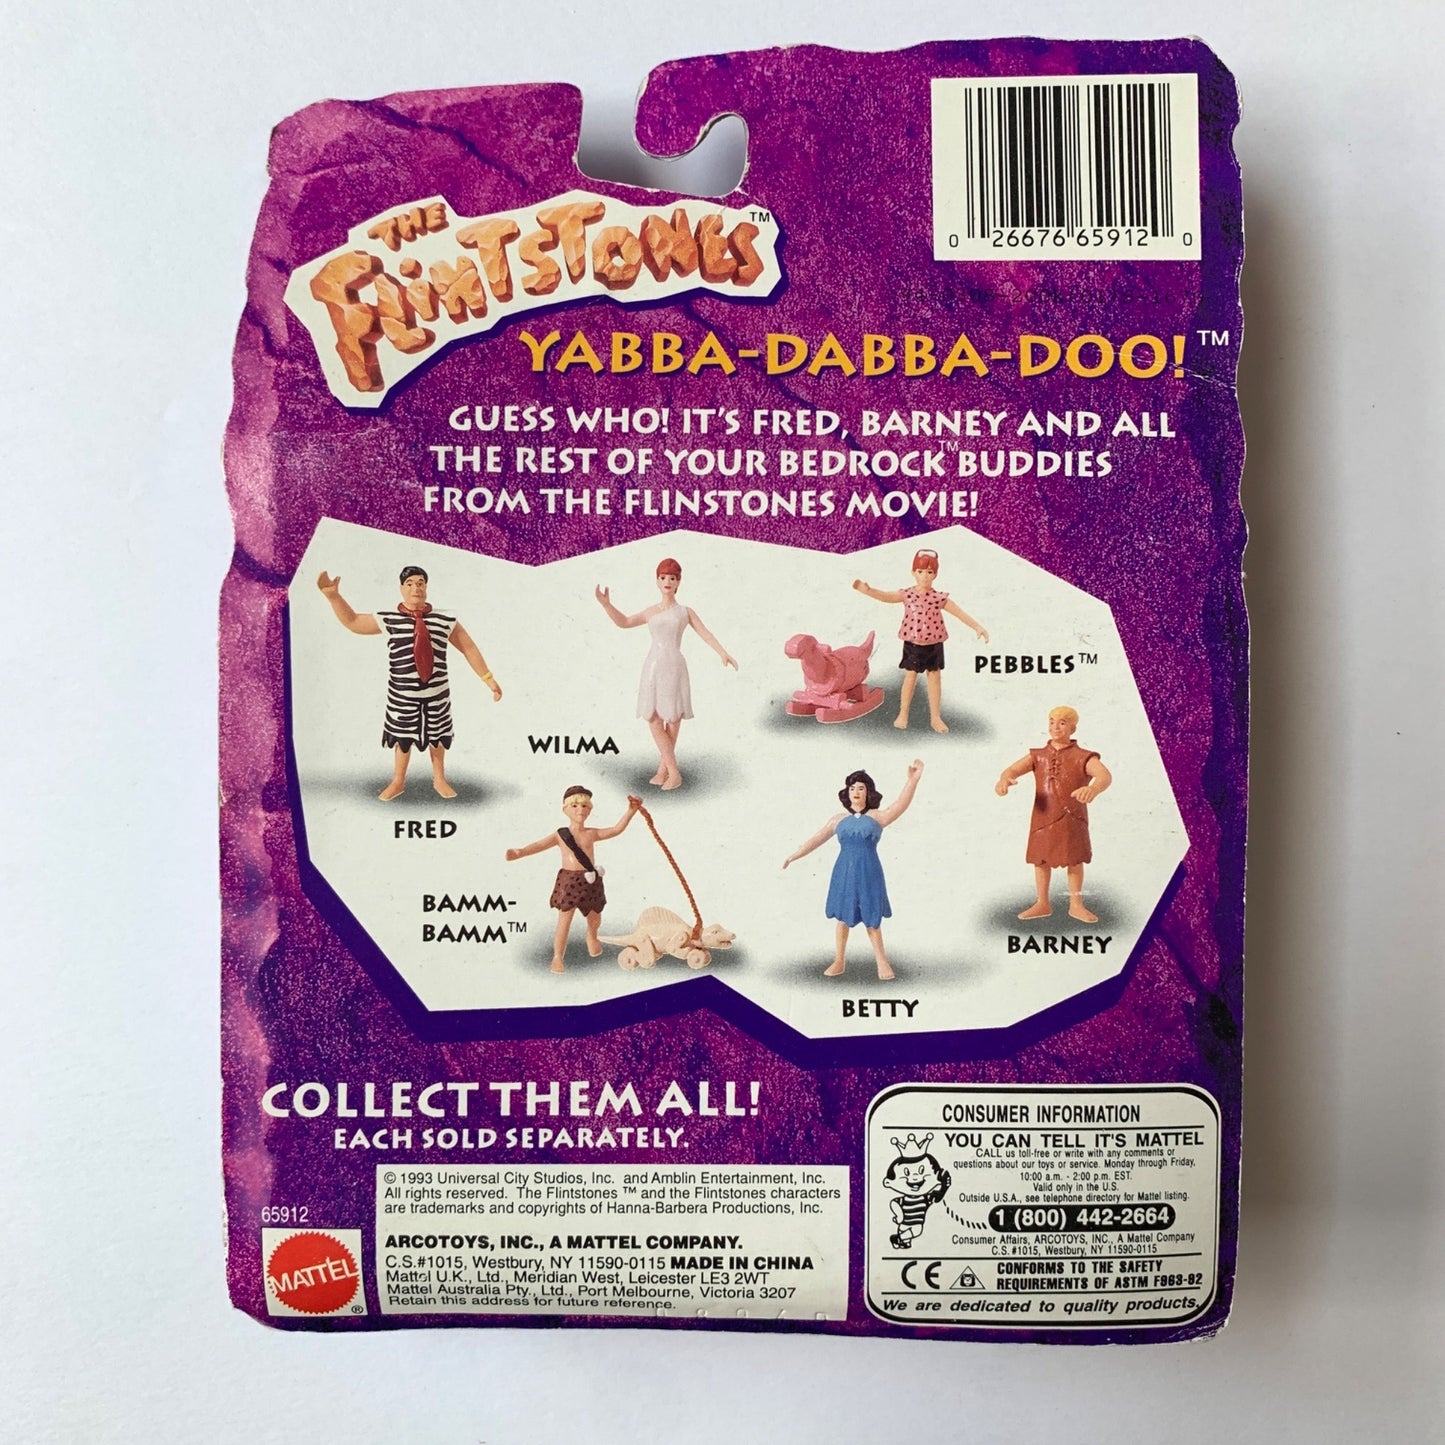 THE
FLINTSTONES™
0 26676 65912 0
YABBA-DABBA-DOO!™
GUESS WHO! IT'S FRED, BARNEY AND ALL
THE REST OF YOUR BEDROCK™ BUDDIES
FROM THE FLINSTONES MOVIE!
FRED
WILMA
PEBBLES™
BAMM-
BAMM™
BETTY
BARNEY
COLLECT THEM ALL!
EACH SOLD SEPARATELY.
65912
MATTEL®
© 1993 Universal City Studios, Inc. and Amblin Entertainment, Inc.
All rights reserved. The Flintstones ™ and the Flintstones characters
are trademarks and copyrights of Hanna-Barbera Productions, Inc.
ARCOTOYS, INC., A MATTEL COMPANY.
C.S.#1015, Westbury, NY 11590-0115 MADE IN CHINA
Mattel U.K., Ltd., Meridian West, Leicester LE3 2WT
Mattel Australia Pty., Ltd., Port Melbourne, Victoria 3207
Retain this address for future reference.
CONSUMER INFORMATION
YOU CAN TELL IT'S MATTEL
CALL us toll-free or write with any comments or
questions about our toys or service. Monday through Friday,
10:00 a.m. - 2:00 p.m. EST.
Valid only in the U.S.
Outside U.S.A., see telephone directory for Mattel listing.
1 (800) 442-2664
Consumer Affairs, ARCOTOYS, INC., A Mattel Company
C.S. #1015, Westbury, NY 11590-0115
CE CONFORMS TO THE SAFETY
REQUIREMENTS OF ASTM F963-92
We are dedicated to quality products.